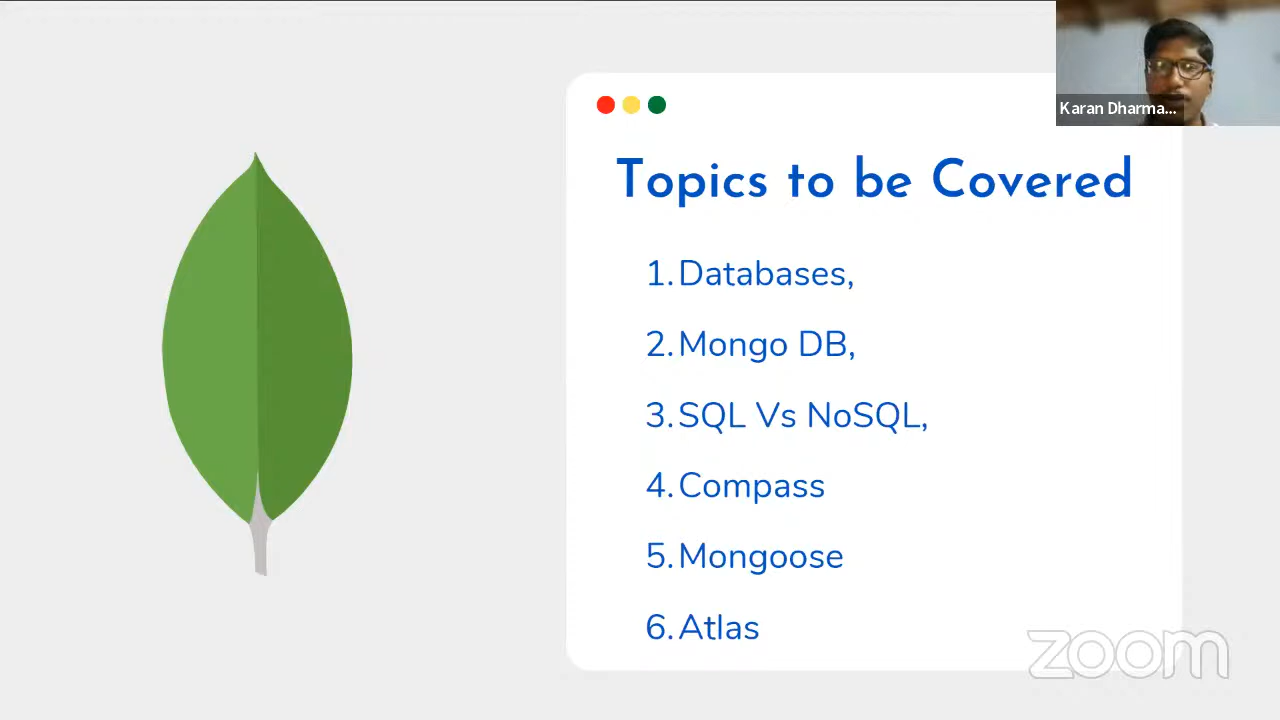 Karan Dharma...
Topics to be Covered
1. Databases,
2. Mongo DB,
3. SQL Vs NoSQL,
4. Compass
5. Mongoose
6. Atlas
zoom